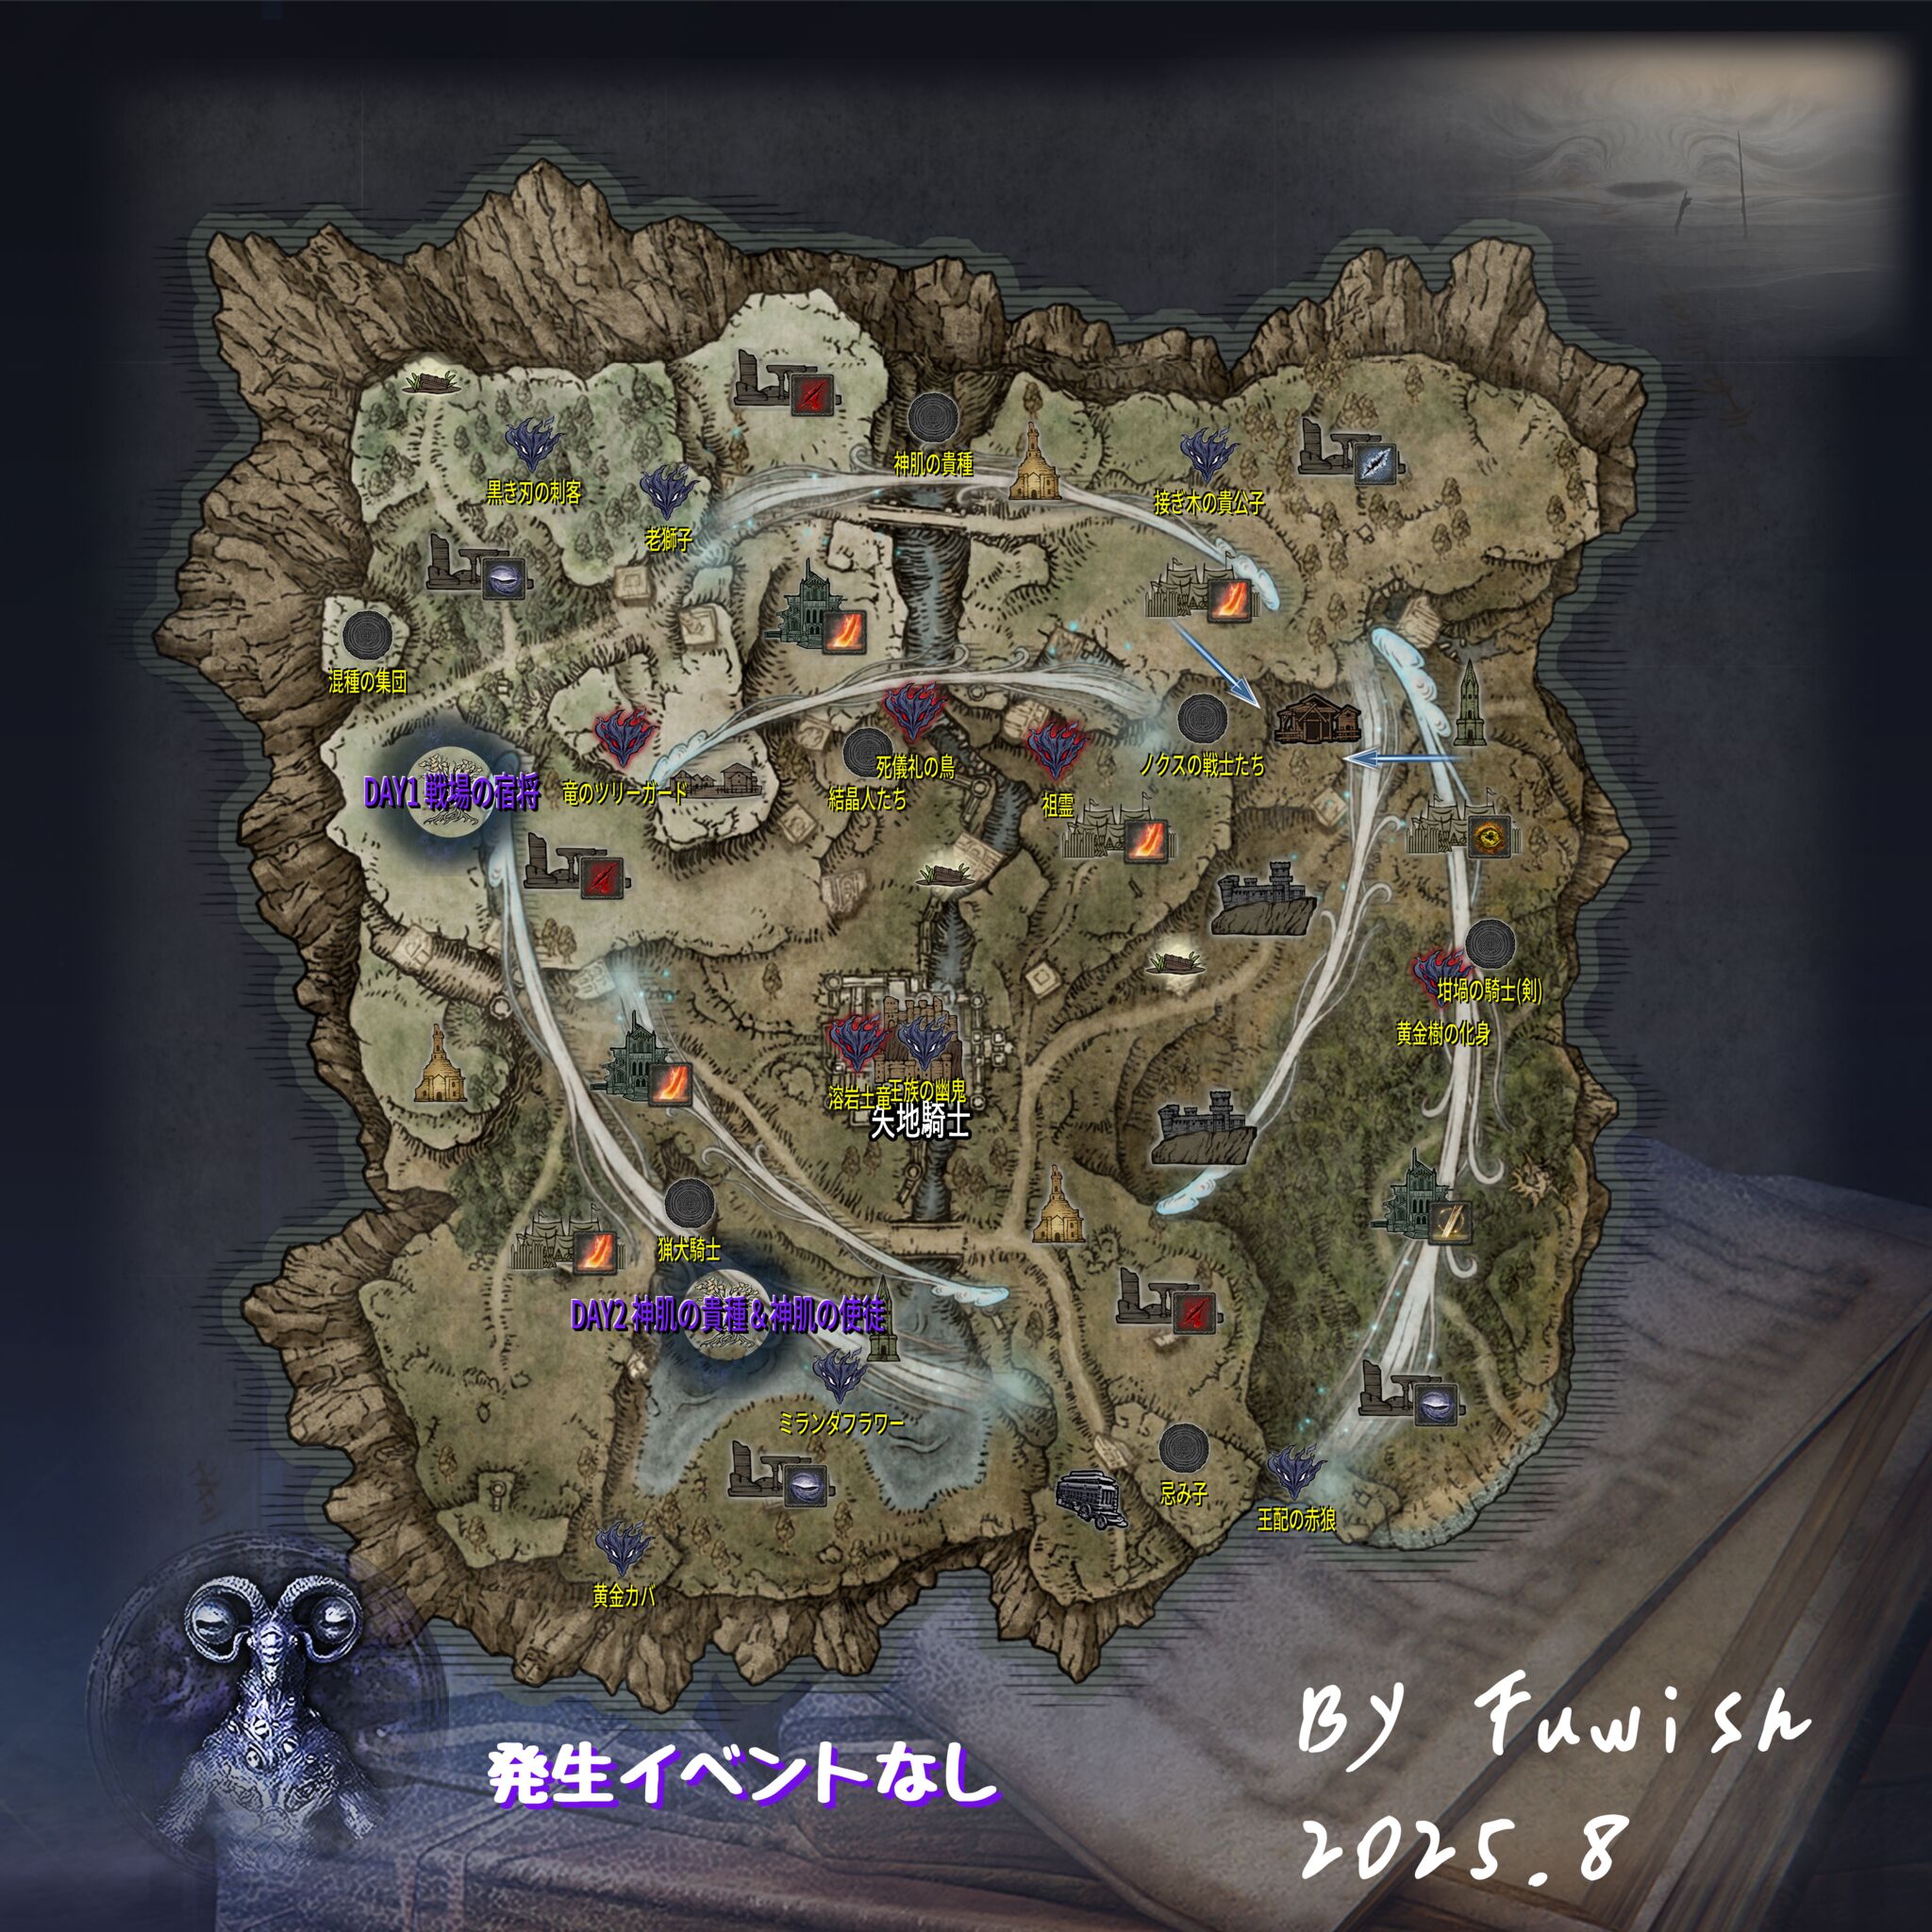 神肌の貴種
黒き刃の刺客
接ぎ木の貴公子
老獅子
混種の集団
死儀礼の鳥
ノクスの戦士たち
DAY1 戦場の宿将
竜のツリーガード
結晶人たち
祖霊
坩堝の騎士(剣)
黄金樹の化身
溶岩土竜
王族の幽鬼
失地騎士
猟犬騎士
DAY2 神肌の貴種&神肌の使徒
ミランダフラワー
忌み子
王配の赤狼
黄金カバ
発生イベントなし
BY Fuwish
2025.8